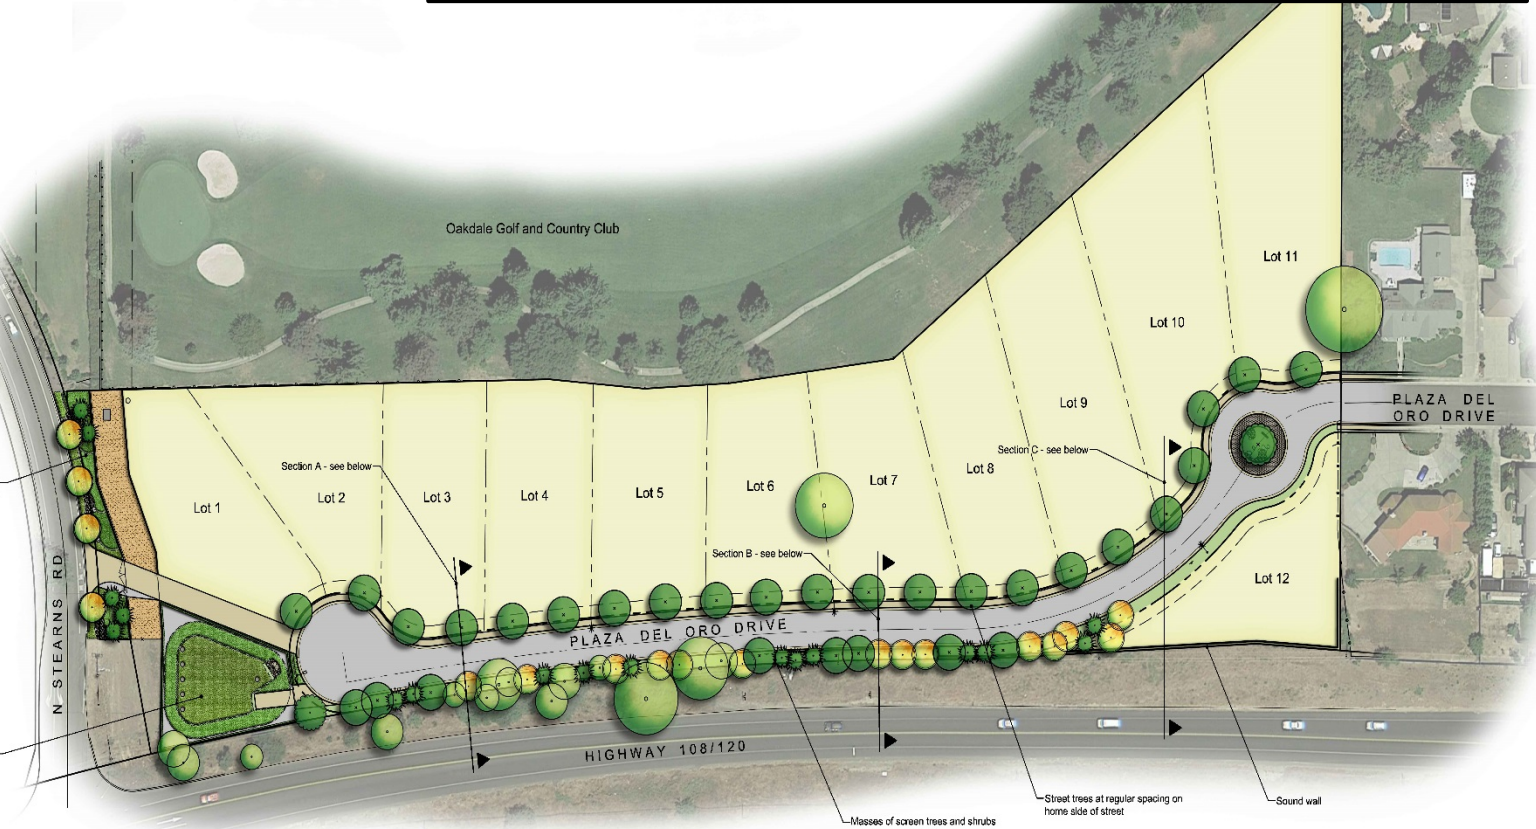 Oakdale Golf and Country Club
Lot 11
Lot 10
PLAZA DEL
ORO DRIVE
Lot 9
Section C - see below
Section A - see below
Lot 8
Lot 7
Lot 6
Lot 5
Lot 4
Lot 3
Lot 2
Lot 1
Section B - see below
Lot 12
N STEARNS RD
PLAZA DEL ORO DRIVE
HIGHWAY 108/120
Street trees at regular spacing on
home side of street
Sound wall
Masses of screen trees and shrubs